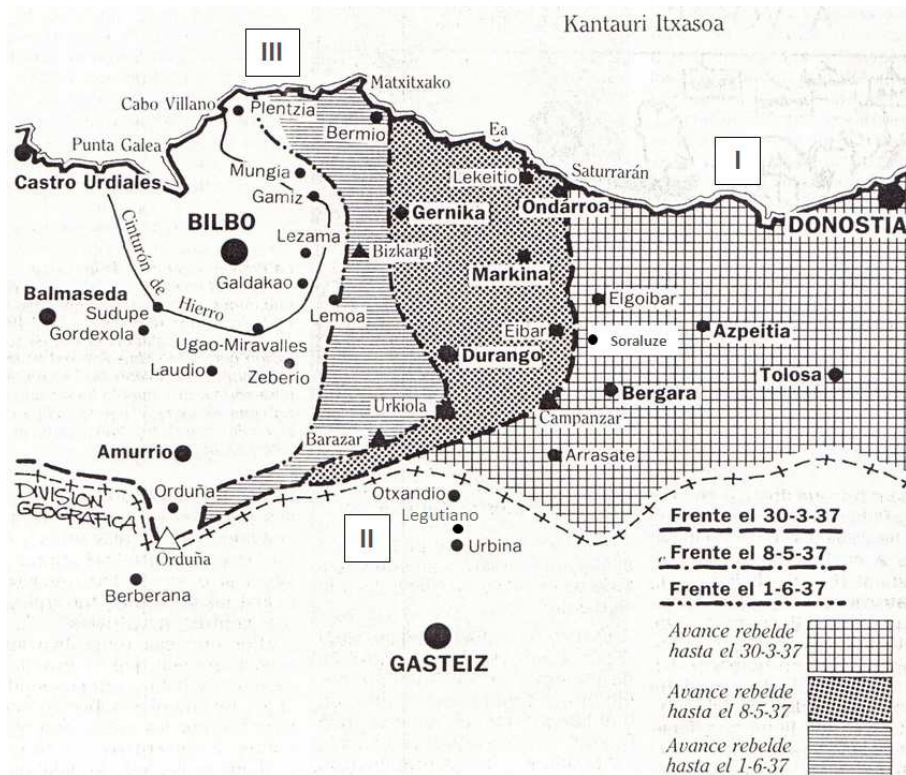 Kantauri Itxasoa
III
Matxitxako
Cabo Villano
Plentzia
Bermio
Punta Galea
Ea
I
Mungia
Lekeitio
Saturrarán
Castro Urdiales
Gamiz
Gernika
Ondárroa
DONOSTIA
BILBO
Lezama
Bizkargi
Markina
Cinturón de Hierro
Galdakao
Elgoibar
Balmaseda
Lemoa
Sudupe
Eibar
Azpeitia
Gordexola
Ugao-Miravalles
Soraluze
Durango
Laudio
Zeberio
Tolosa
Bergara
Urkiola
Campanzar
Barazar
Amurrio
Arrasate
DIVISION
GEOGRAFICA
Orduña
Otxandio
Legutiano
II
Urbina
Orduña
Berberana
GASTEIZ
Frente el 30-3-37
Frente el 8-5-37
Frente el 1-6-37
Avance rebelde
hasta el 30-3-37
Avance rebelde
hasta el 8-5-37
Avance rebelde
hasta el 1-6-37